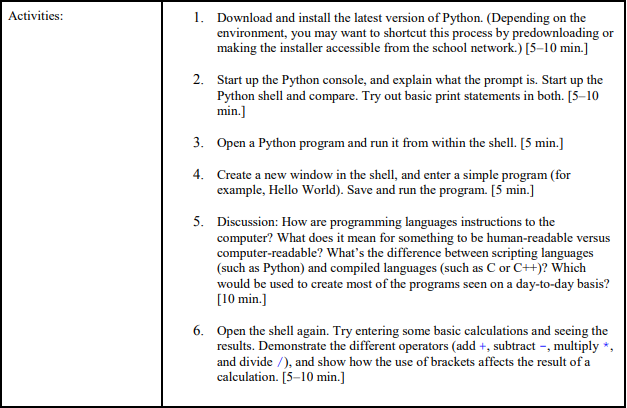 Activities:
1. Download and install the latest version of Python. (Depending on the
environment, you may want to shortcut this process by predownloading or
making the installer accessible from the school network.) [5–10 min.]
2. Start up the Python console, and explain what the prompt is. Start up the
Python shell and compare. Try out basic print statements in both. [5–10
min.]
3. Open a Python program and run it from within the shell. [5 min.]
4. Create a new window in the shell, and enter a simple program (for
example, Hello World). Save and run the program. [5 min.]
5. Discussion: How are programming languages instructions to the
computer? What does it mean for something to be human-readable versus
computer-readable? What’s the difference between scripting languages
(such as Python) and compiled languages (such as C or C++)? Which
would be used to create most of the programs seen on a day-to-day basis?
[10 min.]
6. Open the shell again. Try entering some basic calculations and seeing the
results. Demonstrate the different operators (add +, subtract -, multiply *,
and divide /), and show how the use of brackets affects the result of a
calculation. [5–10 min.]